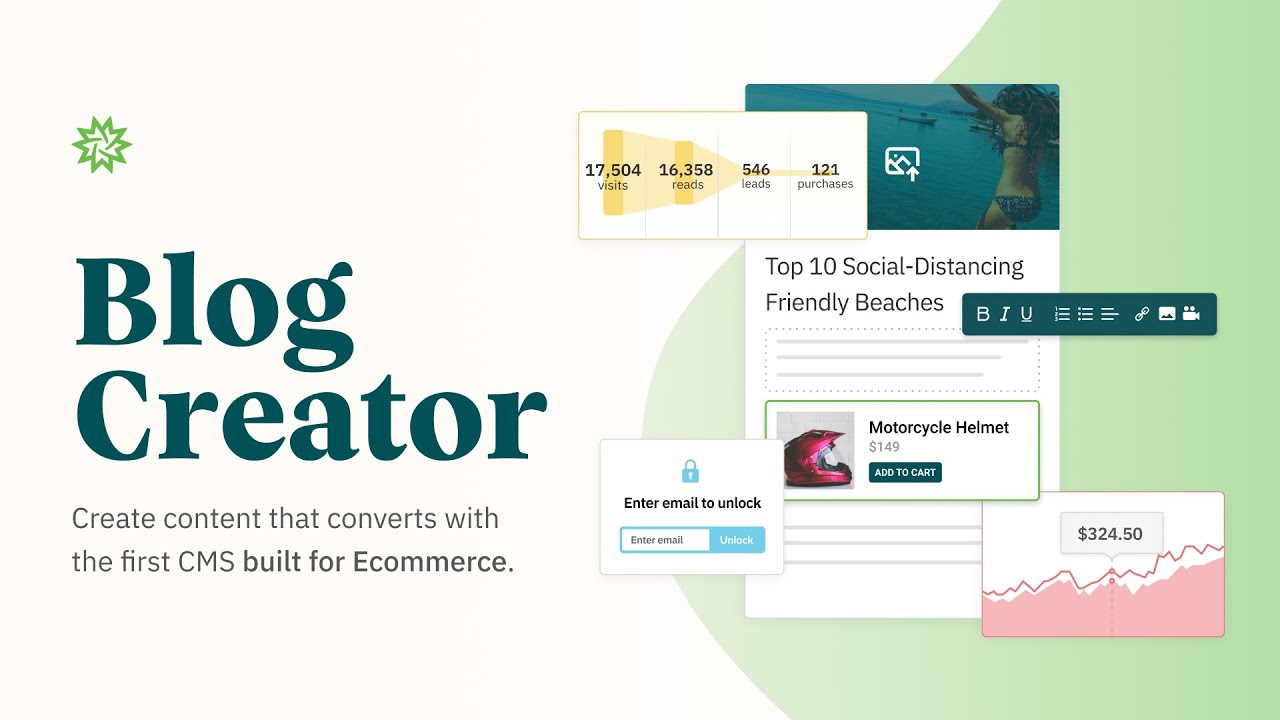 Blog
Creator
Create content that converts with
the first CMS built for Ecommerce.
17,504 16,358 546 121
visits reads leads purchases
Top 10 Social-Distancing
Friendly Beaches
B I U
Motorcycle Helmet
$149
ADD TO CART
Enter email to unlock
Enter email Unlock
$324.50